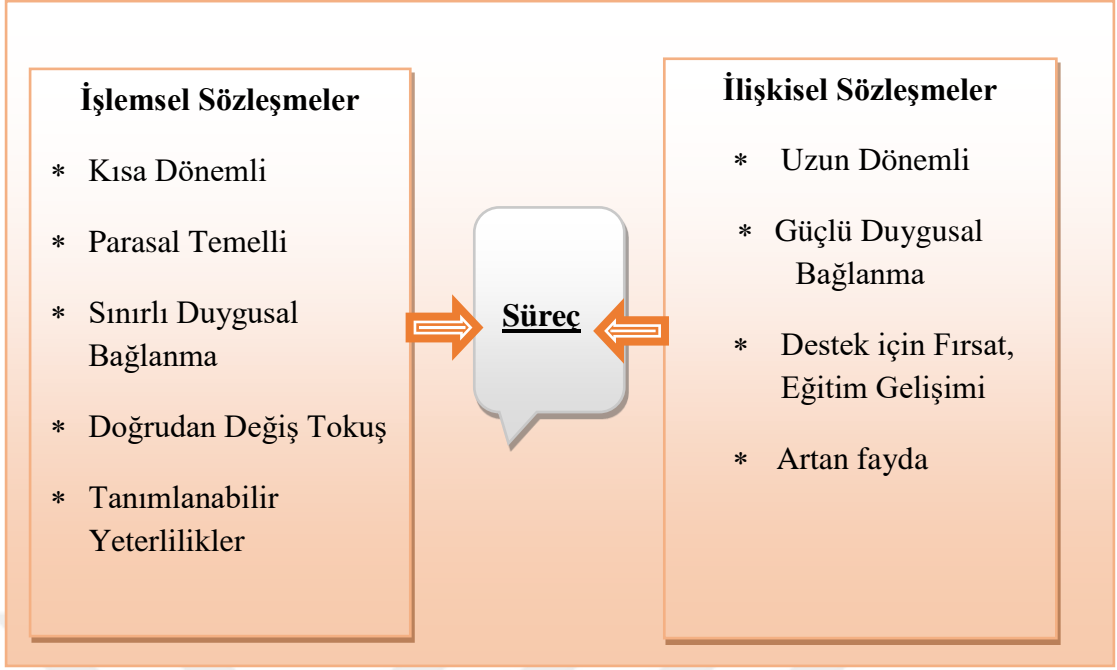 İşlemsel Sözleşmeler
* Kısa Dönemli
* Parasal Temelli
* Sınırlı Duygusal
Bağlanma
* Doğrudan Değiş Tokuş
* Tanımlanabilir
Yeterlilikler
Süreç
İlişkisel Sözleşmeler
* Uzun Dönemli
* Güçlü Duygusal
Bağlanma
* Destek için Fırsat,
Eğitim Gelişimi
* Artan fayda